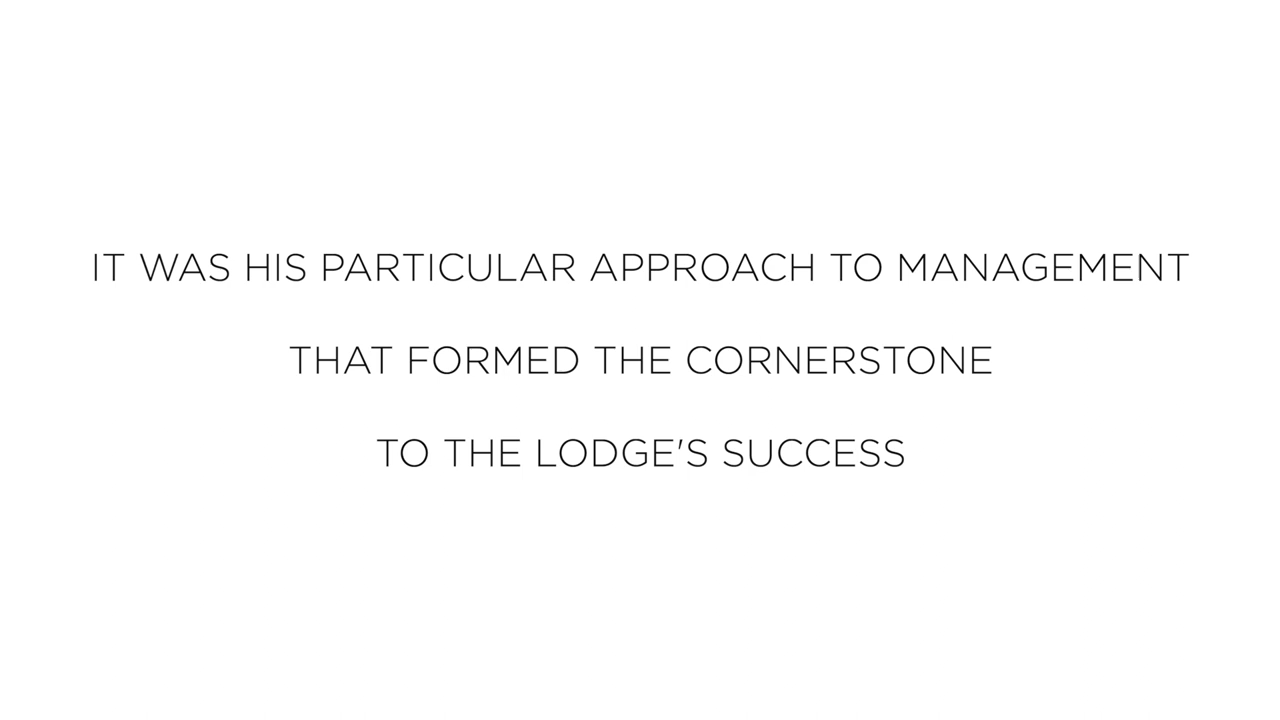 IT WAS HIS PARTICULAR APPROACH TO MANAGEMENT
THAT FORMED THE CORNERSTONE
TO THE LODGE'S SUCCESS